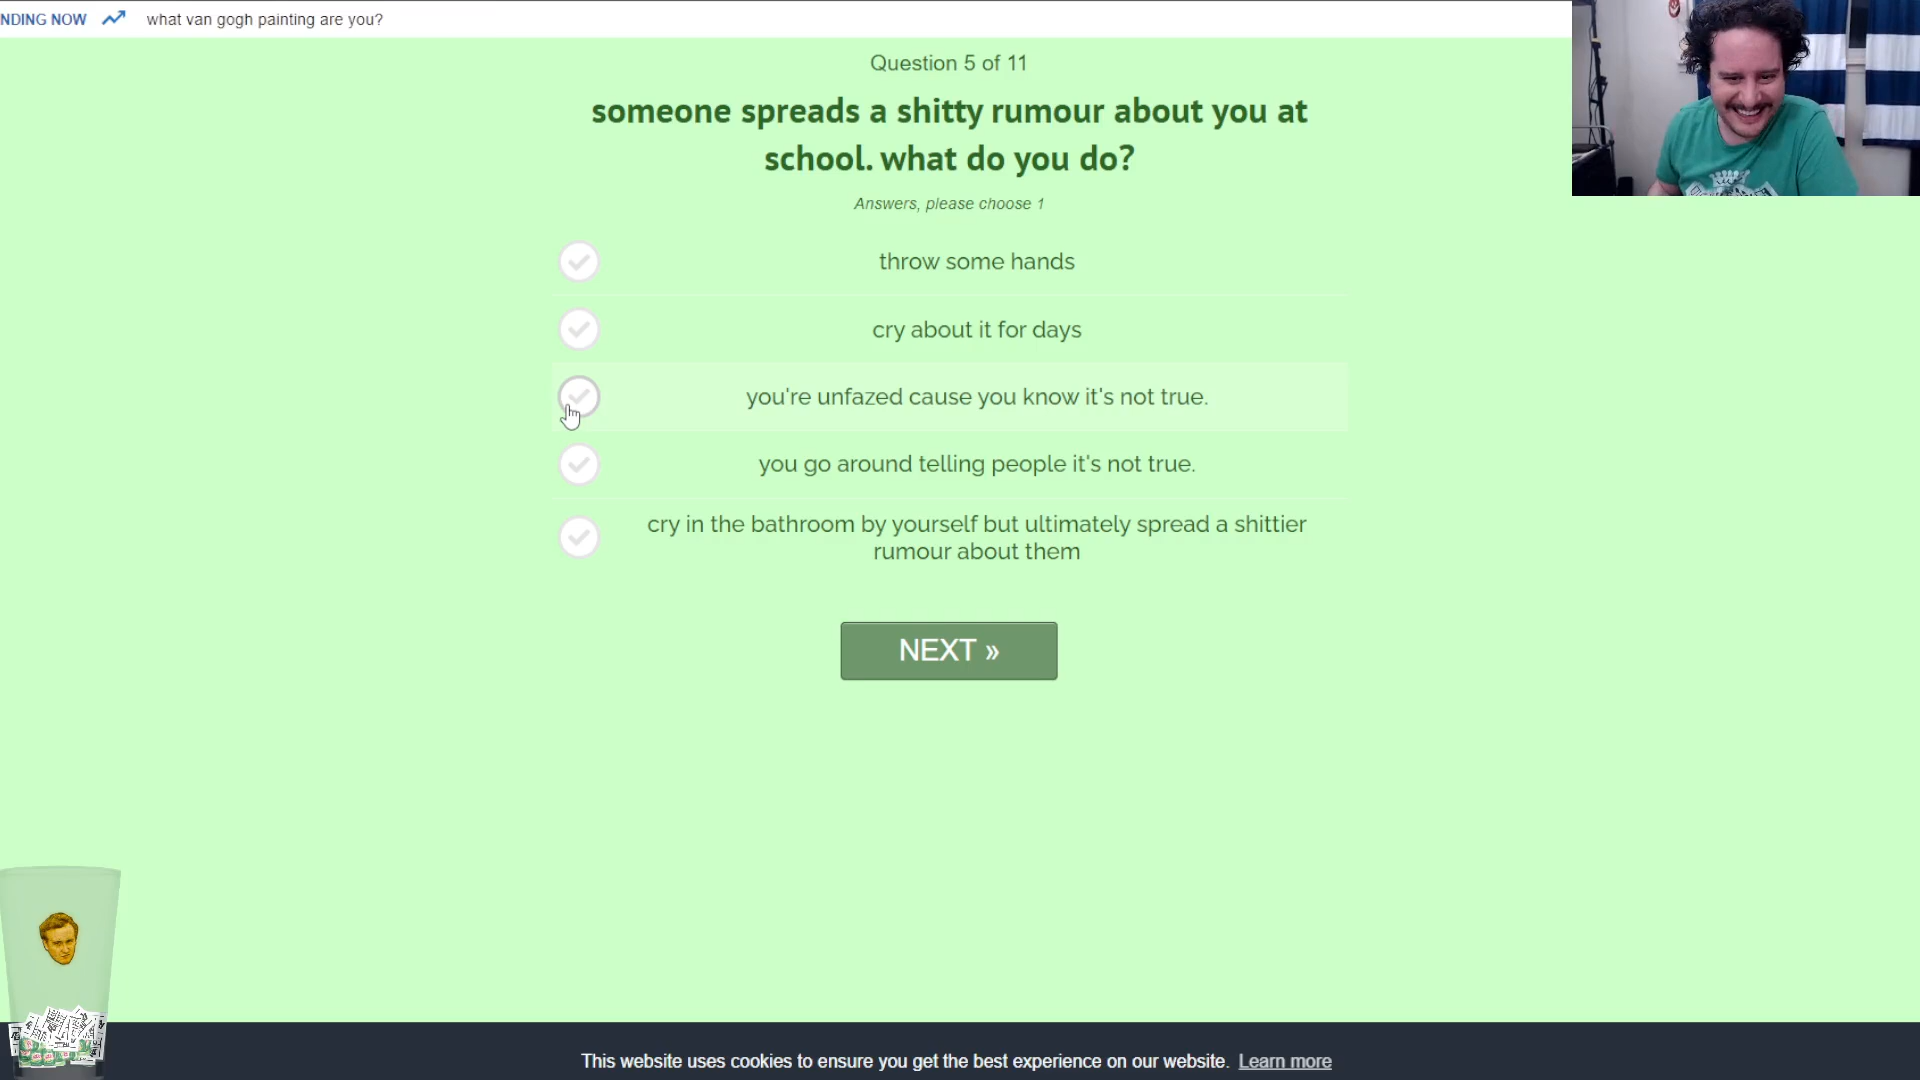 NDING NOW
what van gogh painting are you?
Question 5 of 11
someone spreads a shitty rumour about you at
school. what do you do?
Answers, please choose 1
throw some hands
cry about it for days
you're unfazed cause you know it's not true.
you go around telling people it's not true.
cry in the bathroom by yourself but ultimately spread a shittier
rumour about them
NEXT »
This website uses cookies to ensure you get the best experience on our website. Learn more